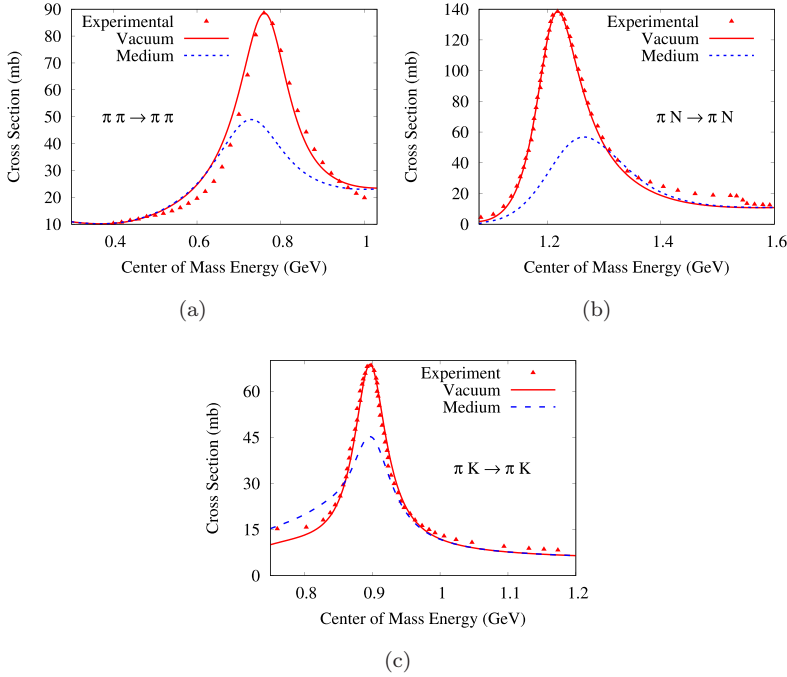 Experimental
Vacuum
Medium
π π → π π
Cross Section (mb)
90
80
70
60
50
40
30
20
10
0.4
0.6
0.8
1
Center of Mass Energy (GeV)
(a)
Experimental
Vacuum
Medium
π N → π N
Cross Section (mb)
140
120
100
80
60
40
20
0
1.2
1.4
1.6
Center of Mass Energy (GeV)
(b)
Experiment
Vacuum
Medium
π K → π K
Cross Section (mb)
60
45
30
15
0
0.8
0.9
1
1.1
1.2
Center of Mass Energy (GeV)
(c)